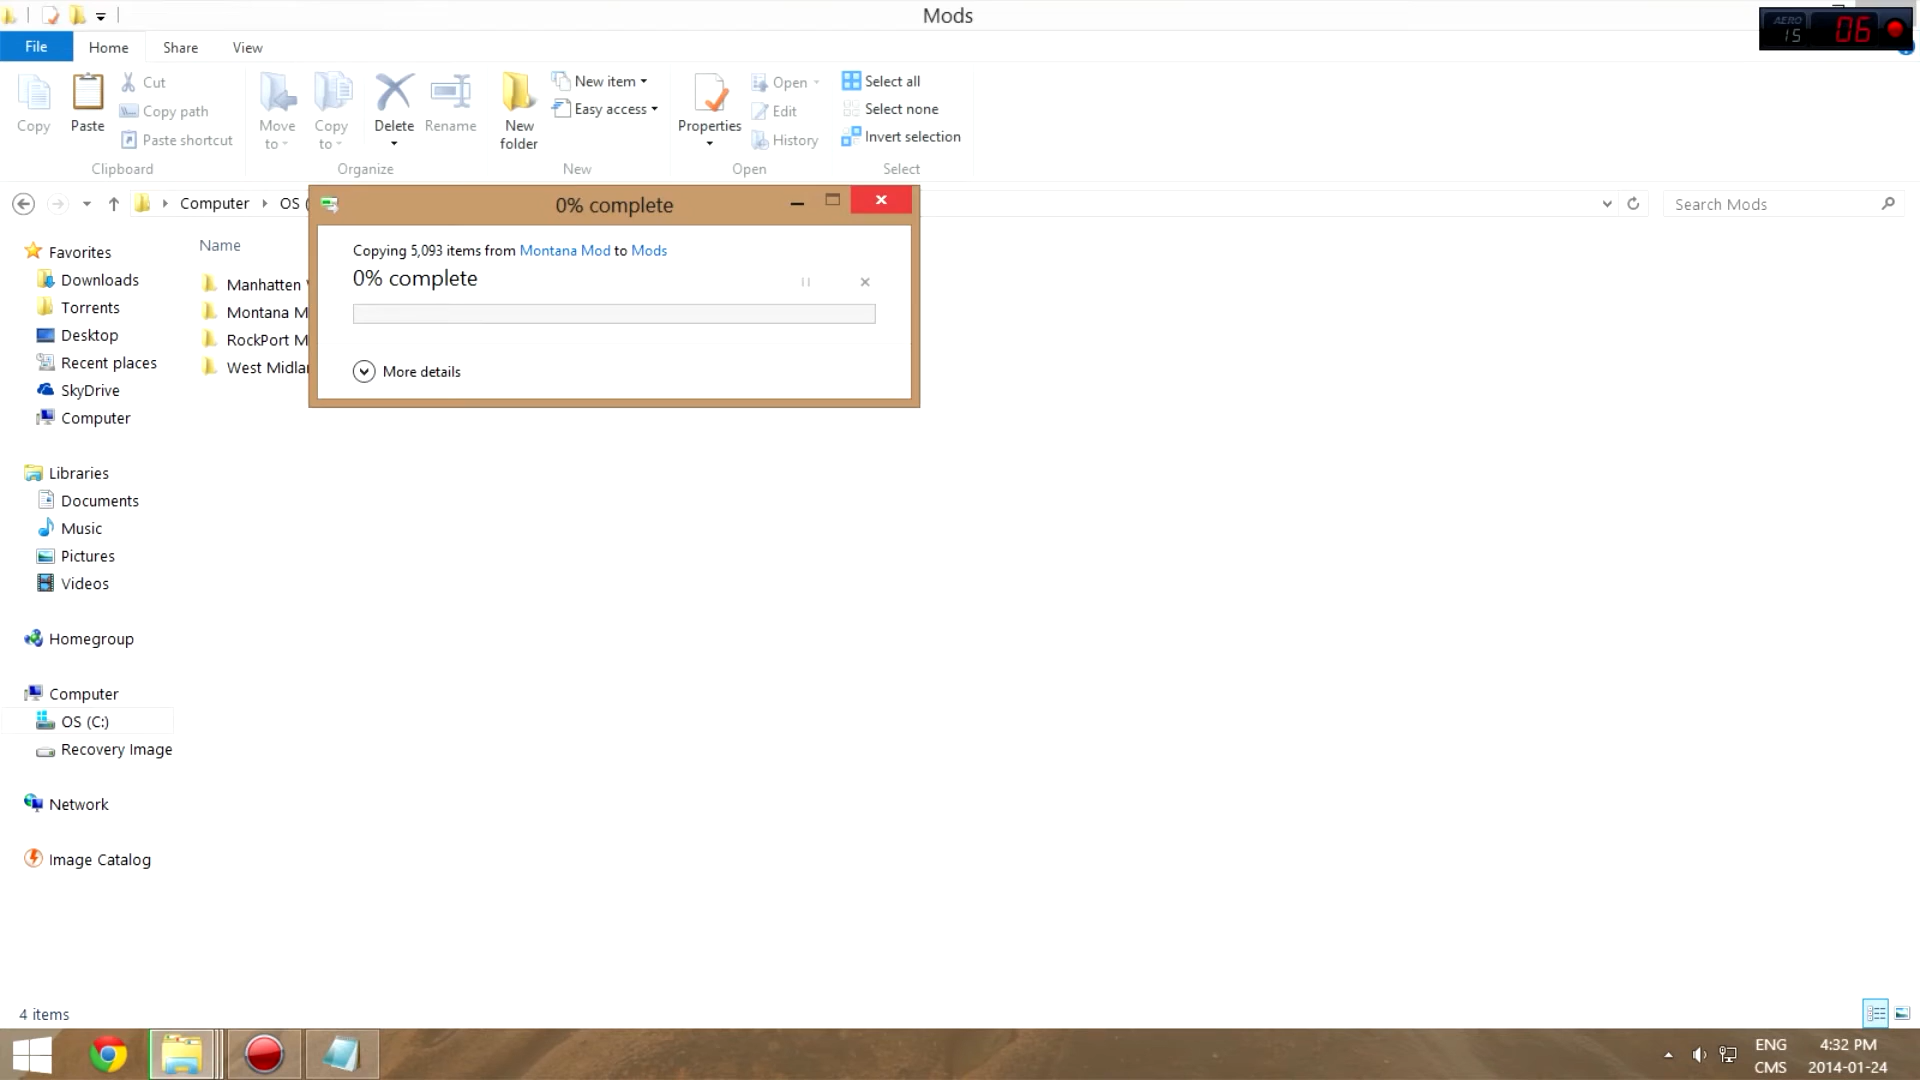 Mods
AERO
15
06
File
Home
Share
View
Copy
Paste
Cut
Copy path
Paste shortcut
Clipboard
Move to
Copy to
Delete
Rename
Organize
New folder
New item
Easy access
New
Properties
Open
Edit
History
Open
Select all
Select none
Invert selection
Select
Computer
OS (
Search Mods
0% complete
Copying 5,093 items from Montana Mod to Mods
0% complete
More details
Name
Manhatten
Montana M
RockPort M
West Midla
Favorites
Downloads
Torrents
Desktop
Recent places
SkyDrive
Computer
Libraries
Documents
Music
Pictures
Videos
Homegroup
Computer
OS (C:)
Recovery Image
Network
Image Catalog
4 items
ENG
CMS
4:32 PM
2014-01-24